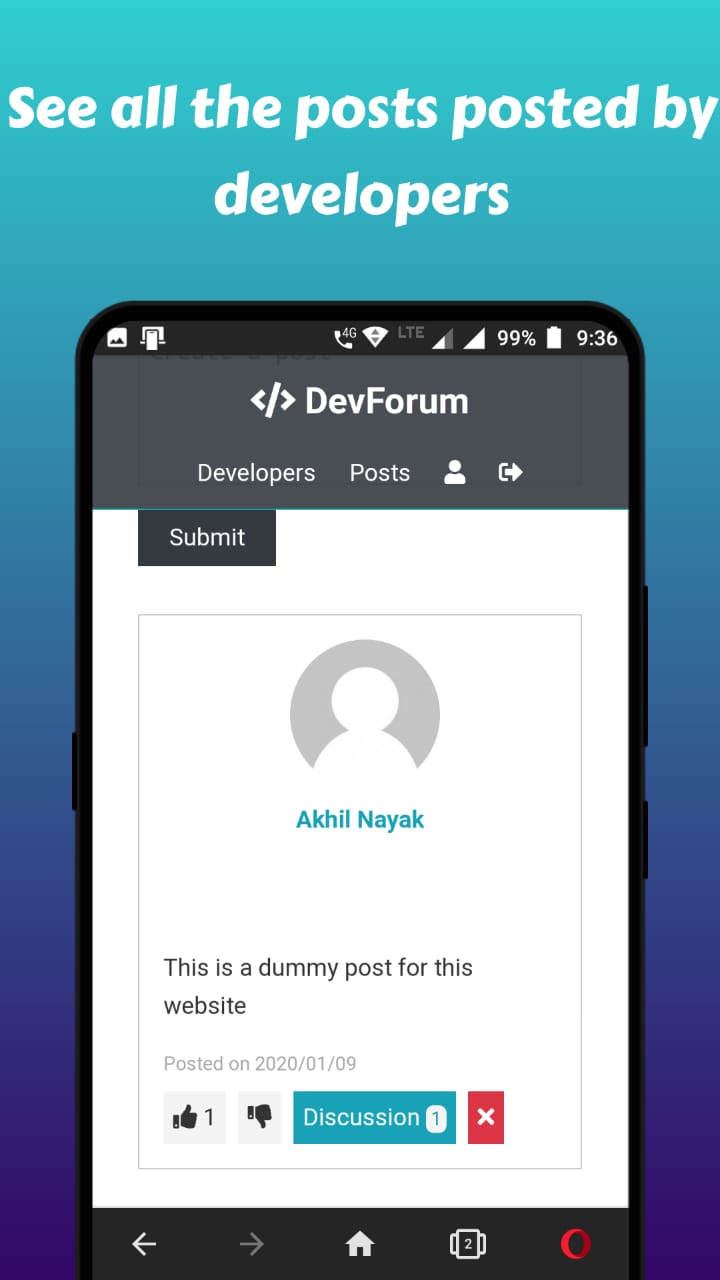 See all the posts posted by
developers
4G LTE 99% 9:36
Create a post
</> DevForum
Developers Posts
Submit
Akhil Nayak
This is a dummy post for this
website
Posted on 2020/01/09
1 Discussion 1
2